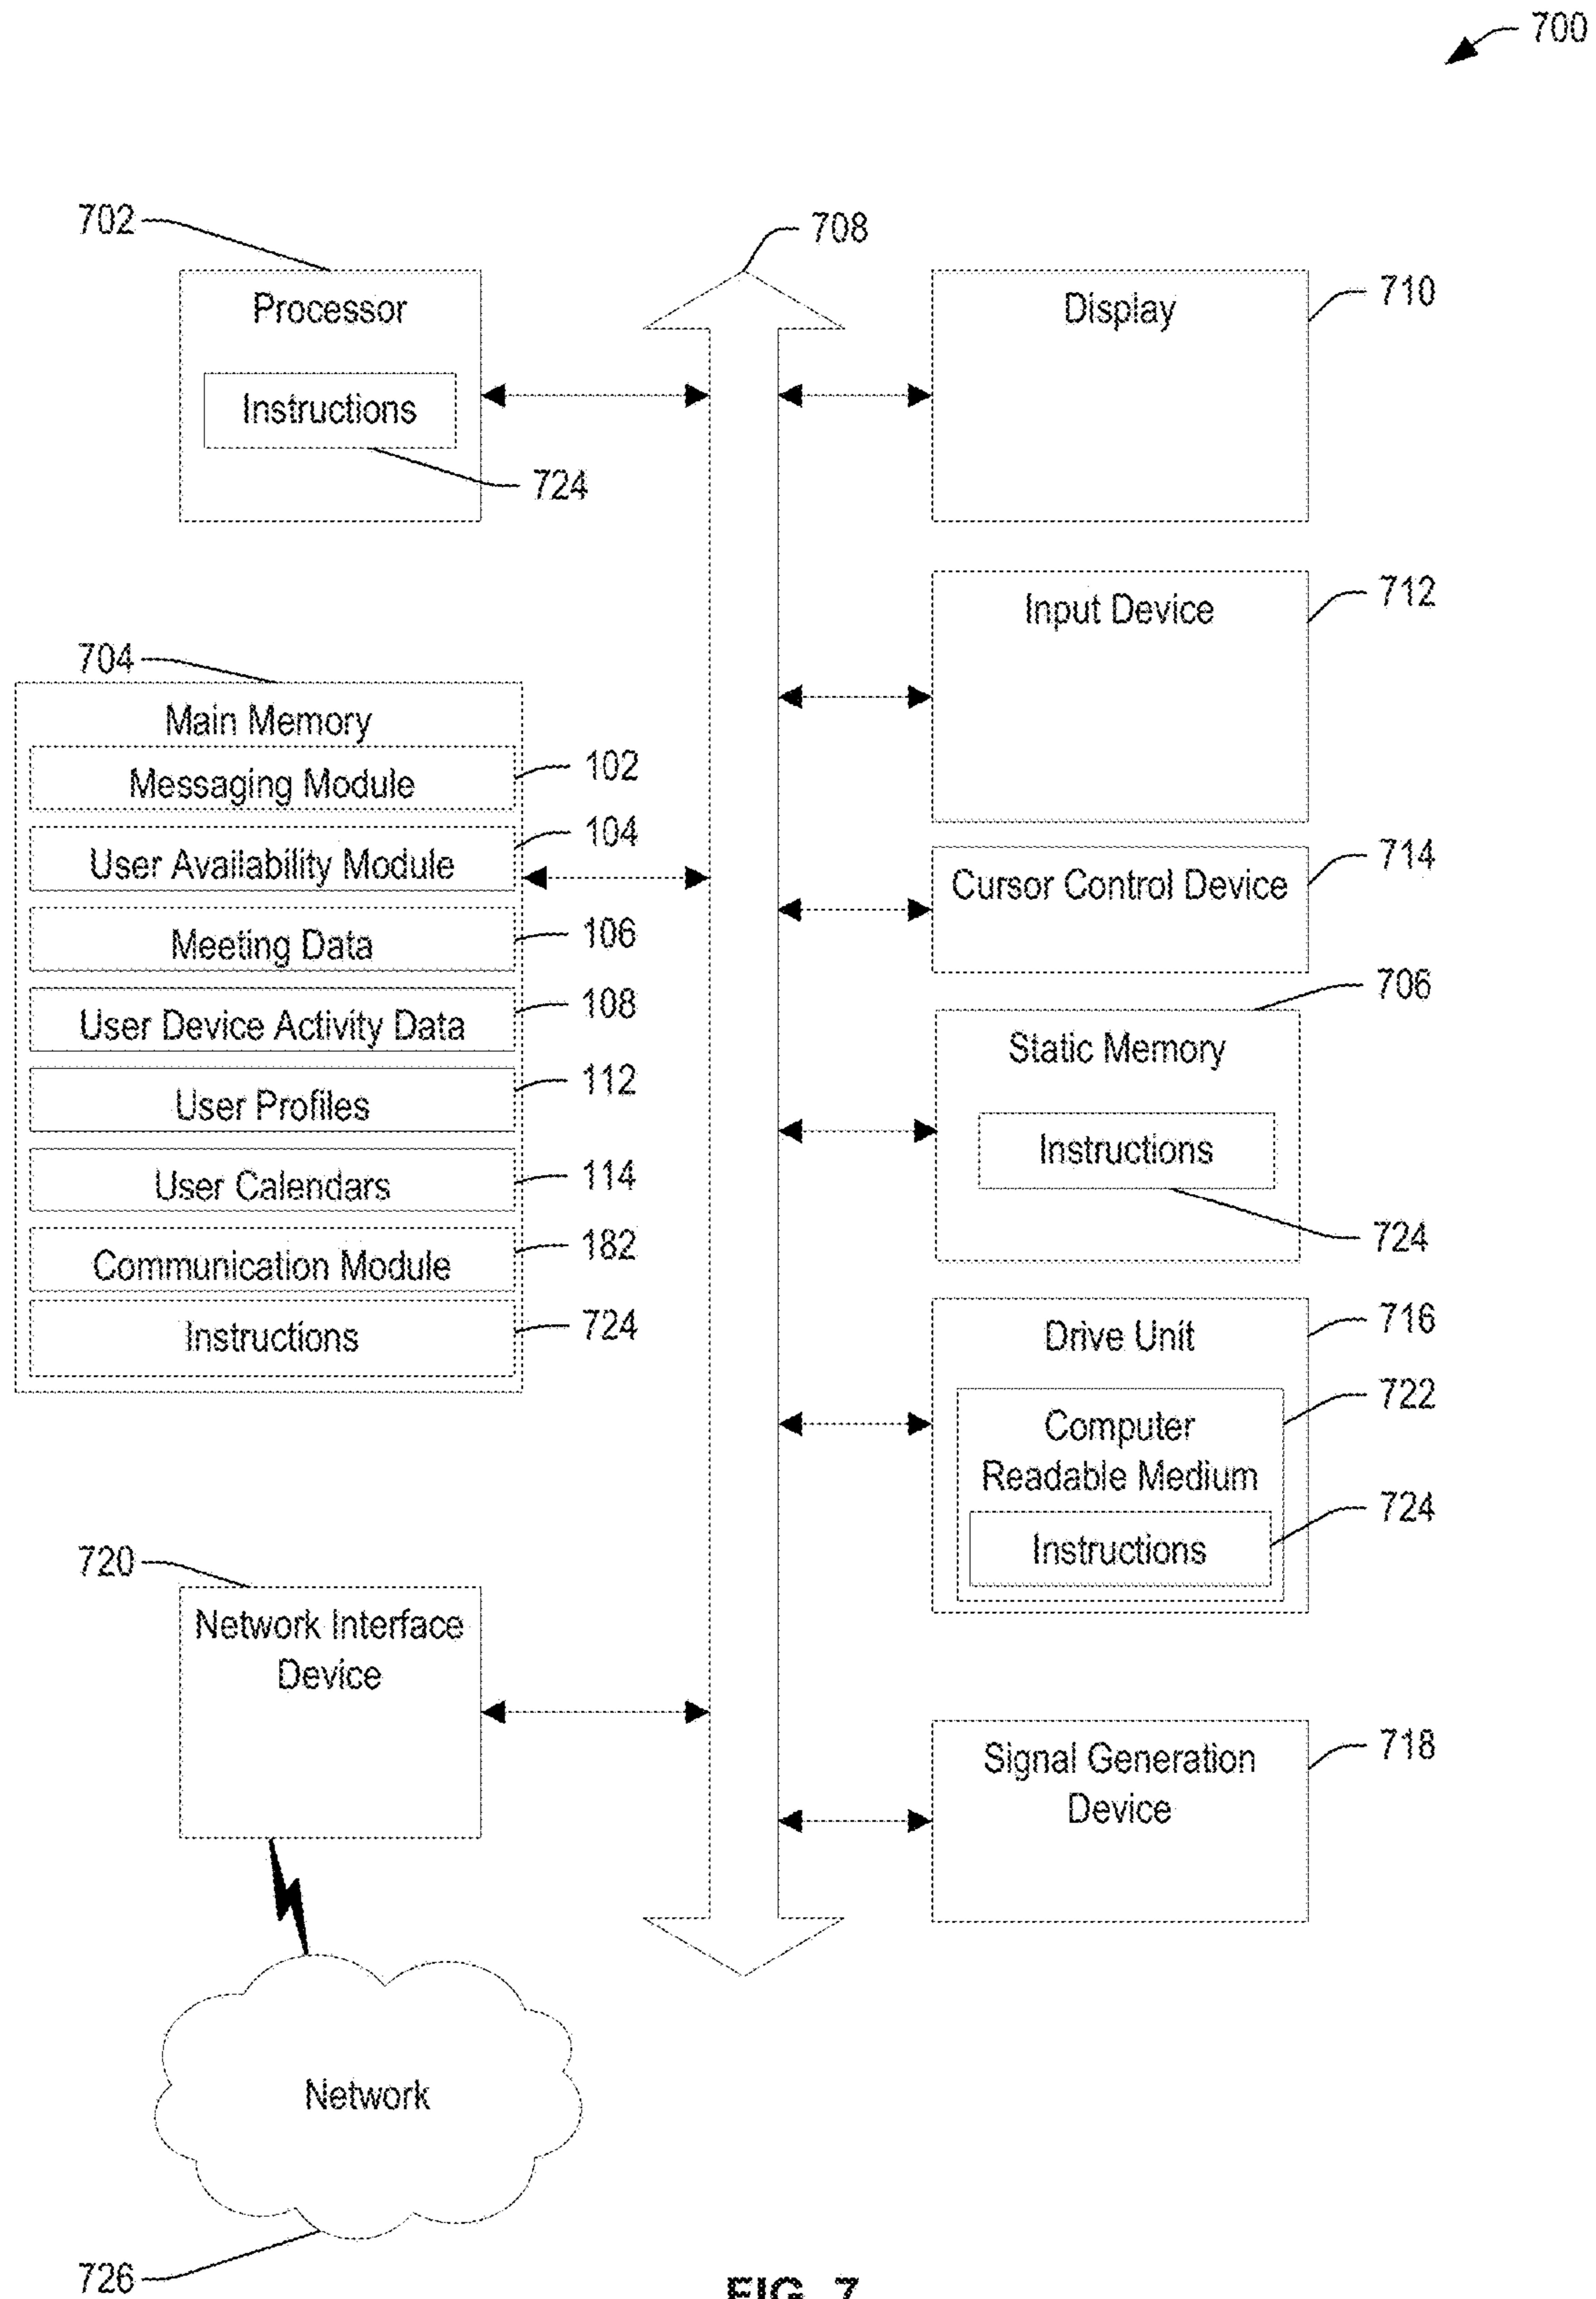 700
702
708
Processor
Display
710
Instructions
724
Input Device
712
704
Main Memory
Messaging Module
102
User Availability Module
104
Cursor Control Device
714
Meeting Data
106
706
User Device Activity Data
108
Static Memory
User Profiles
112
Instructions
User Calendars
114
724
Communication Module
182
Instructions
724
Drive Unit
716
Computer
722
Readable Medium
Instructions
724
720
Network Interface
Device
Signal Generation
718
Device
Network
726
FIG. 7